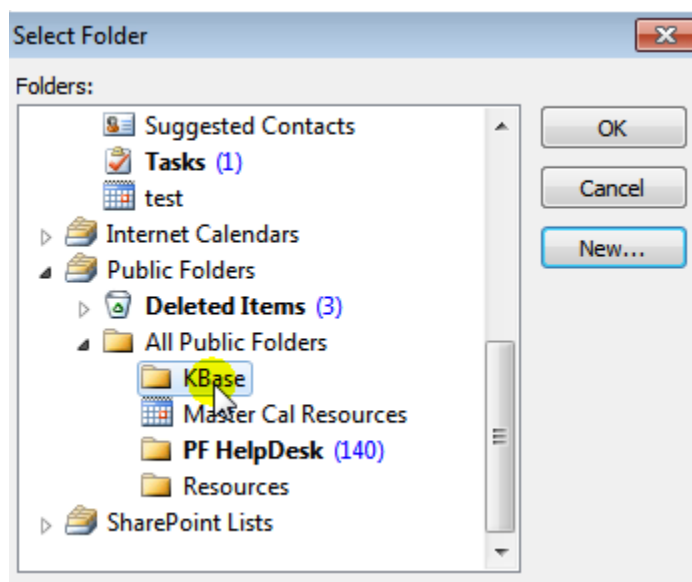 Select Folder
Folders:
Suggested Contacts
Tasks (1)
test
Internet Calendars
Public Folders
Deleted Items (3)
All Public Folders
KBase
Master Cal Resources
PF HelpDesk (140)
Resources
SharePoint Lists
OK
Cancel
New...